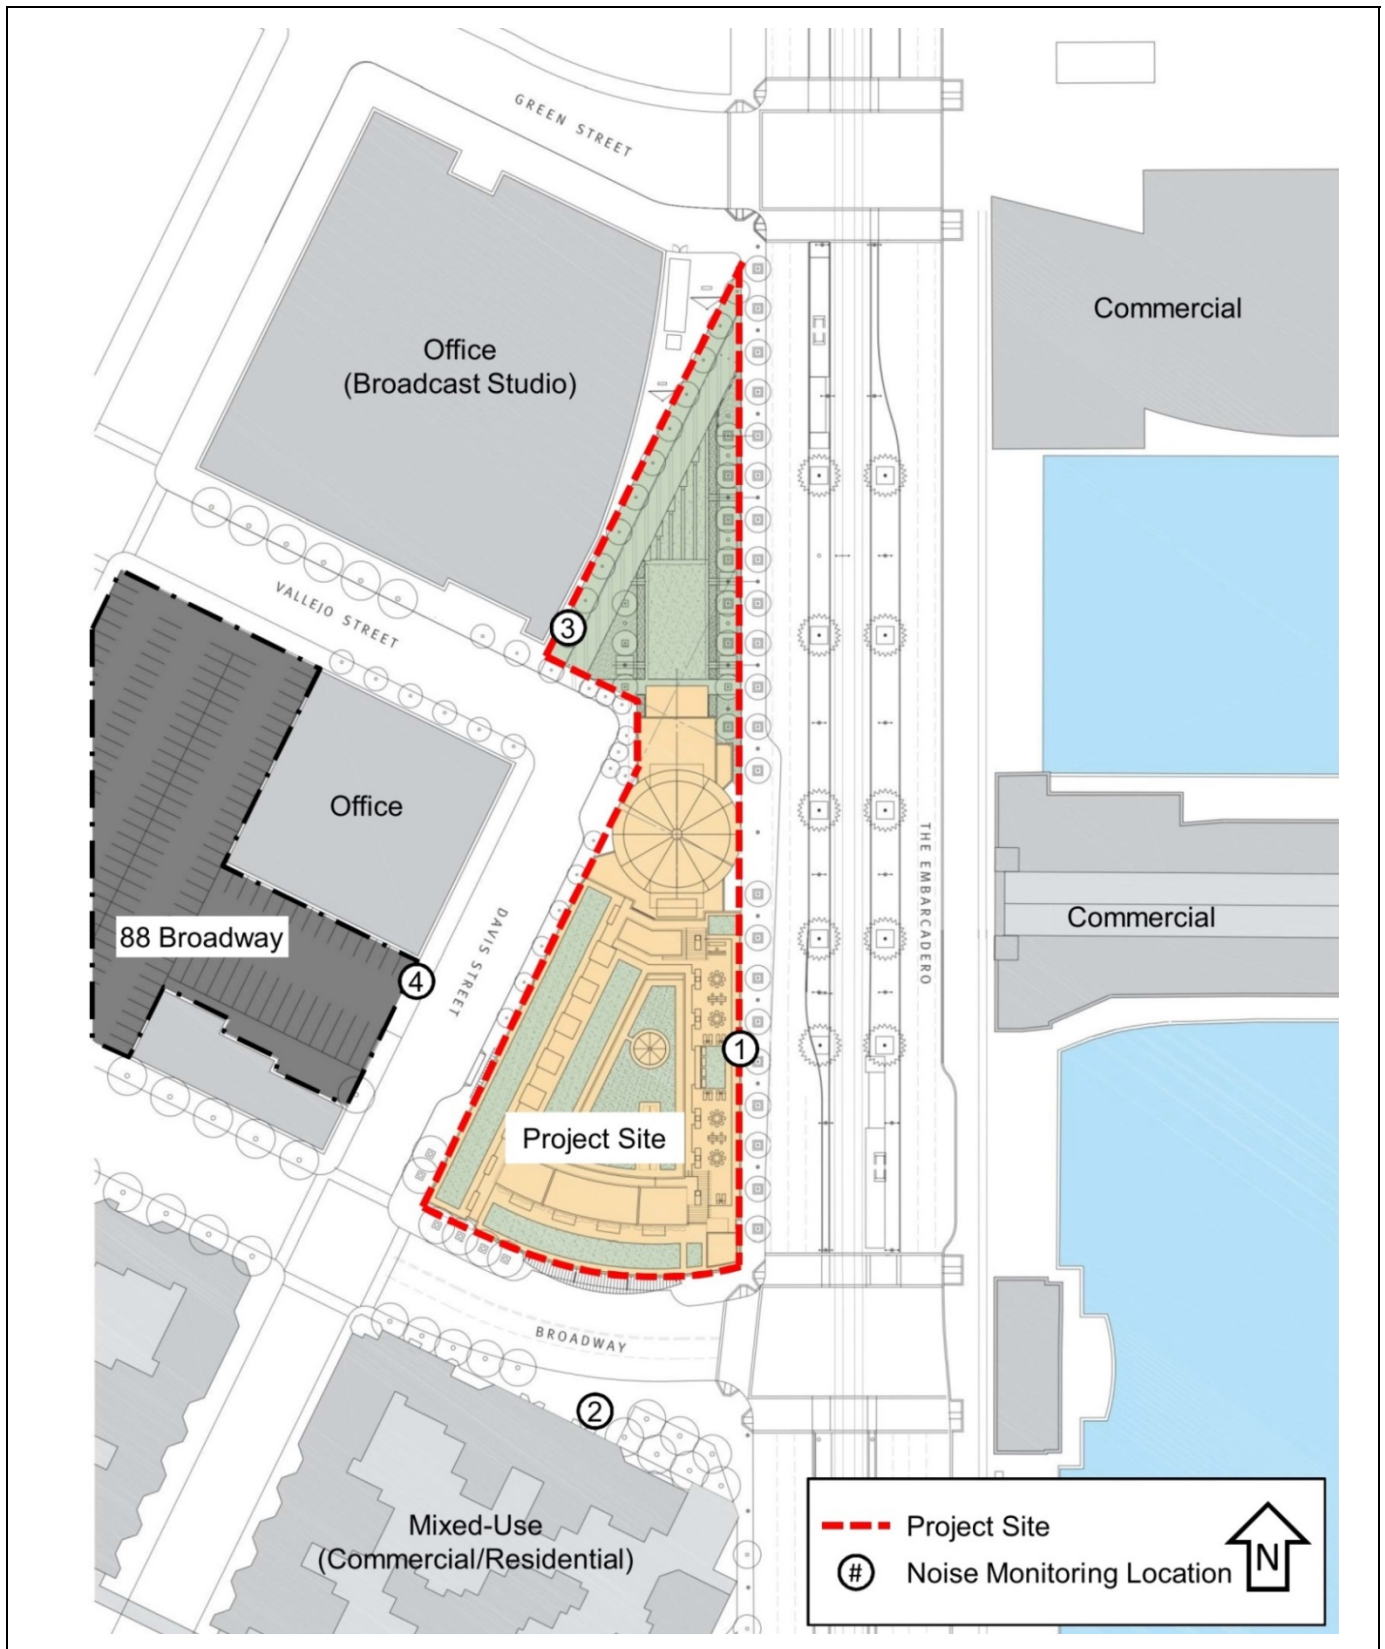 GREEN STREET
Commercial
Office
(Broadcast Studio)
VALLEJO STREET
3
Office
THE EMBARCADERO
88 Broadway
DAVIS STREET
Commercial
4
1
Project Site
BROADWAY
2
Mixed-Use
(Commercial/Residential)
Project Site
# Noise Monitoring Location
N